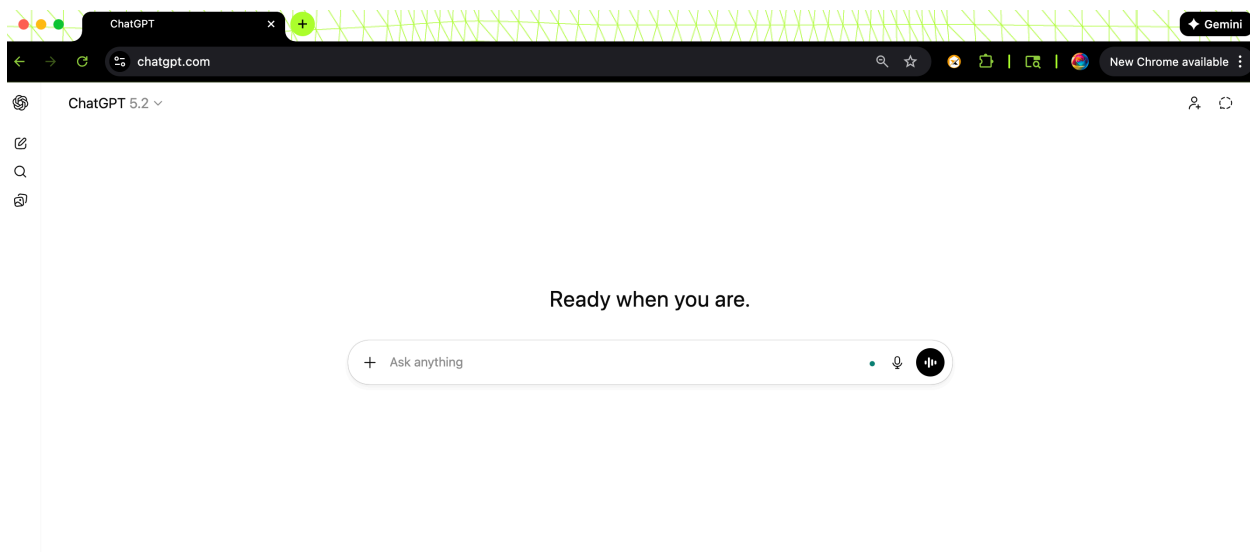 ChatGPT
Gemini
chatgpt.com
New Chrome available
ChatGPT 5.2
Ready when you are.
Ask anything